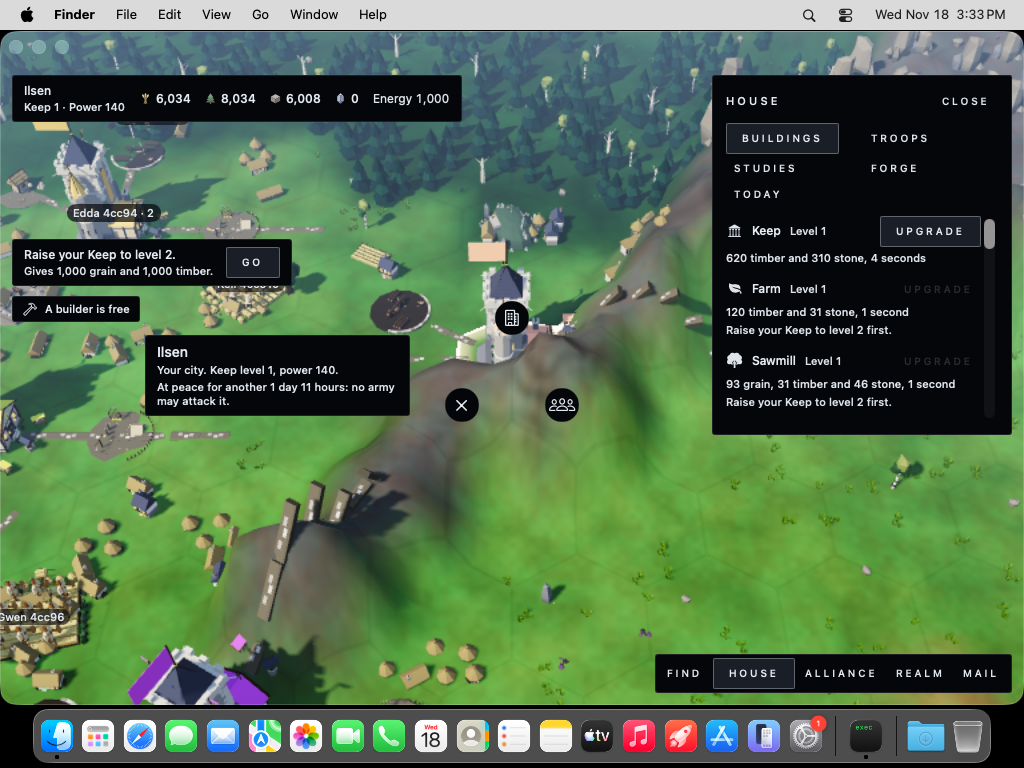 Finder File Edit View Go Window Help Wed Nov 18 3:33 PM
Ilsen
Keep 1 · Power 140
6,034 8,034 6,008 0 Energy 1,000
HOUSE CLOSE
BUILDINGS TROOPS
STUDIES FORGE
TODAY
Keep Level 1 UPGRADE
620 timber and 310 stone, 4 seconds
Farm Level 1 UPGRADE
120 timber and 31 stone, 1 second
Raise your Keep to level 2 first.
Sawmill Level 1 UPGRADE
93 grain, 31 timber and 46 stone, 1 second
Raise your Keep to level 2 first.
Edda 4cc94 · 2
Raise your Keep to level 2.
Gives 1,000 grain and 1,000 timber.
GO
A builder is free
Ilsen
Your city. Keep level 1, power 140.
At peace for another 1 day 11 hours: no army
may attack it.
Gwen 4cc96
FIND HOUSE ALLIANCE REALM MAIL
Wed
18
tv
1
exec